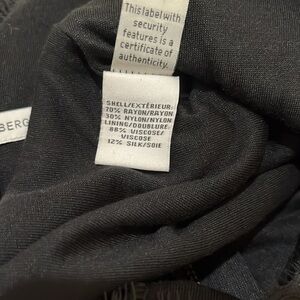 This label with
security
features is a
certificate of
authenticity.
BERG
SHELL/EXTÉRIEUR:
70% RAYON/RAYON
30% NYLON/NYLON
LINING/DOUBLURE:
88% VISCOSE/
VISCOSE
12% SILK/SOIE